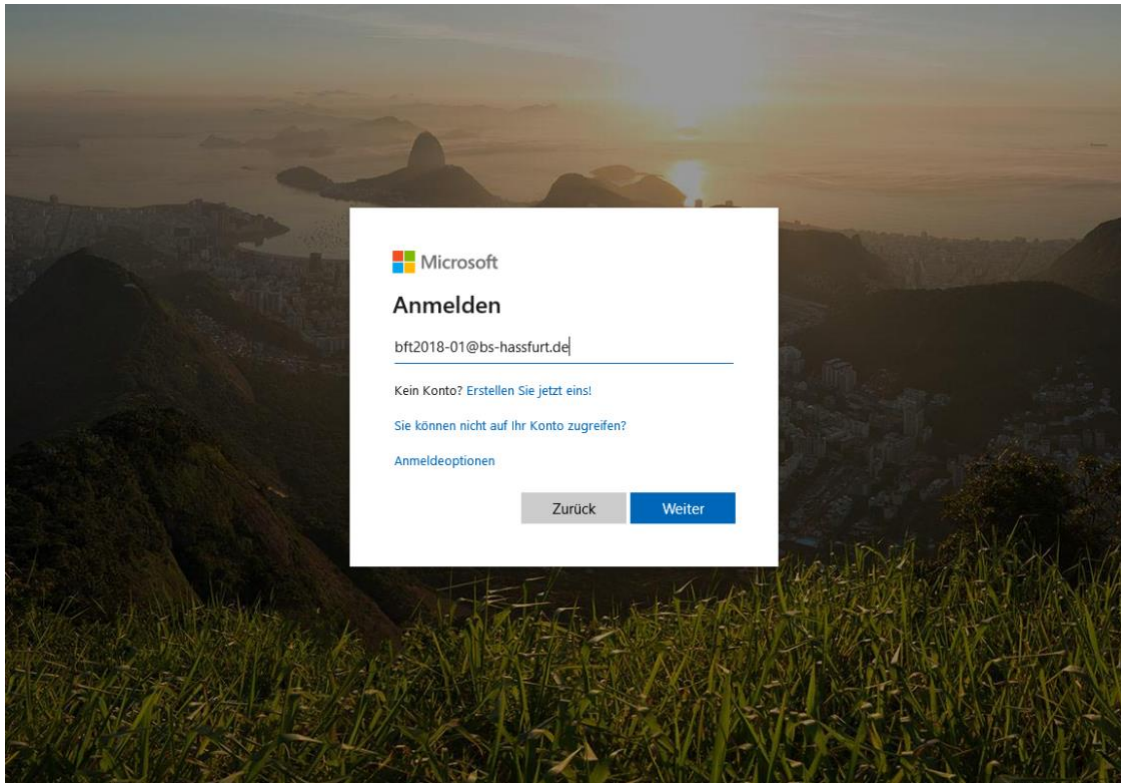 Microsoft
Anmelden
bft2018-01@bs-hassfurt.de
Kein Konto? Erstellen Sie jetzt eins!
Sie können nicht auf Ihr Konto zugreifen?
Anmeldeoptionen
Zurück Weiter